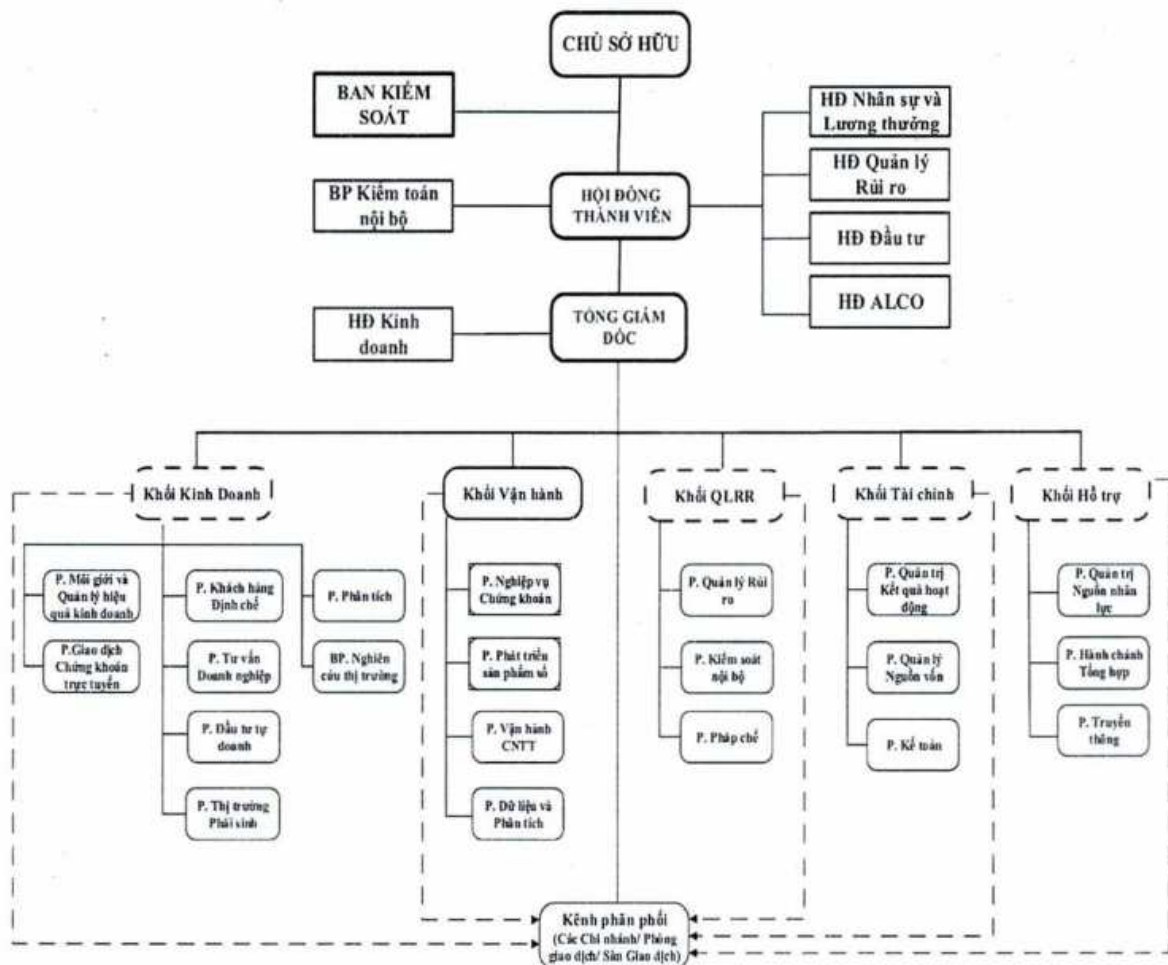 CHỦ SỞ HỮU
BAN KIỂM
SOÁT
HĐ Nhân sự và
Lương thưởng
HĐ Quản lý
Rủi ro
HĐ Đầu tư
HĐ ALCO
BP Kiểm toán
nội bộ
HỘI ĐỒNG
THÀNH VIÊN
HĐ Kinh
doanh
TỔNG GIÁM
ĐỐC
Khối Kinh Doanh
Khối Vận hành
Khối QLRR
Khối Tài chính
Khối Hỗ trợ
P. Môi giới và
Quản lý hiệu
quả kinh doanh
P.Giao dịch
Chứng khoán
trực tuyến
P. Khách hàng
Định chế
P. Tư vấn
Doanh nghiệp
P. Đầu tư tự
doanh
P. Thị trường
Phái sinh
P. Phân tích
BP. Nghiên
cứu thị trường
P. Nghiệp vụ
Chứng khoán
P. Phát triển
sản phẩm số
P. Vận hành
CNTT
P. Dữ liệu và
Phân tích
P. Quản lý Rủi
ro
P. Kiểm soát
nội bộ
P. Pháp chế
P. Quản trị
Kết quả hoạt
động
P. Quản lý
Nguồn vốn
P. Kế toán
P. Quản trị
Nguồn nhân
lực
P. Hành chánh
Tổng hợp
P. Truyền
thông
Kênh phân phối
(Các Chi nhánh/ Phòng
giao dịch/ Sàn Giao dịch)